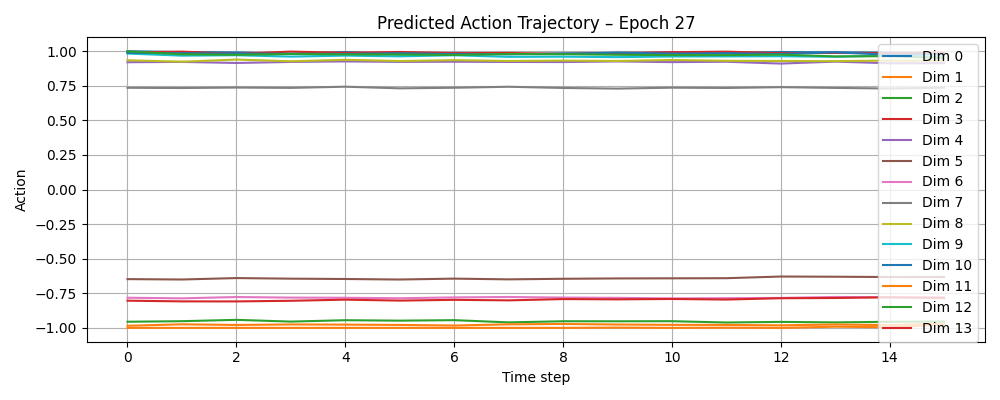 Predicted Action Trajectory – Epoch 27
1.00
0.75
0.50
0.25
0.00
−0.25
−0.50
−0.75
−1.00
Action
0 2 4 6 8 10 12 14
Time step
Dim 0
Dim 1
Dim 2
Dim 3
Dim 4
Dim 5
Dim 6
Dim 7
Dim 8
Dim 9
Dim 10
Dim 11
Dim 12
Dim 13